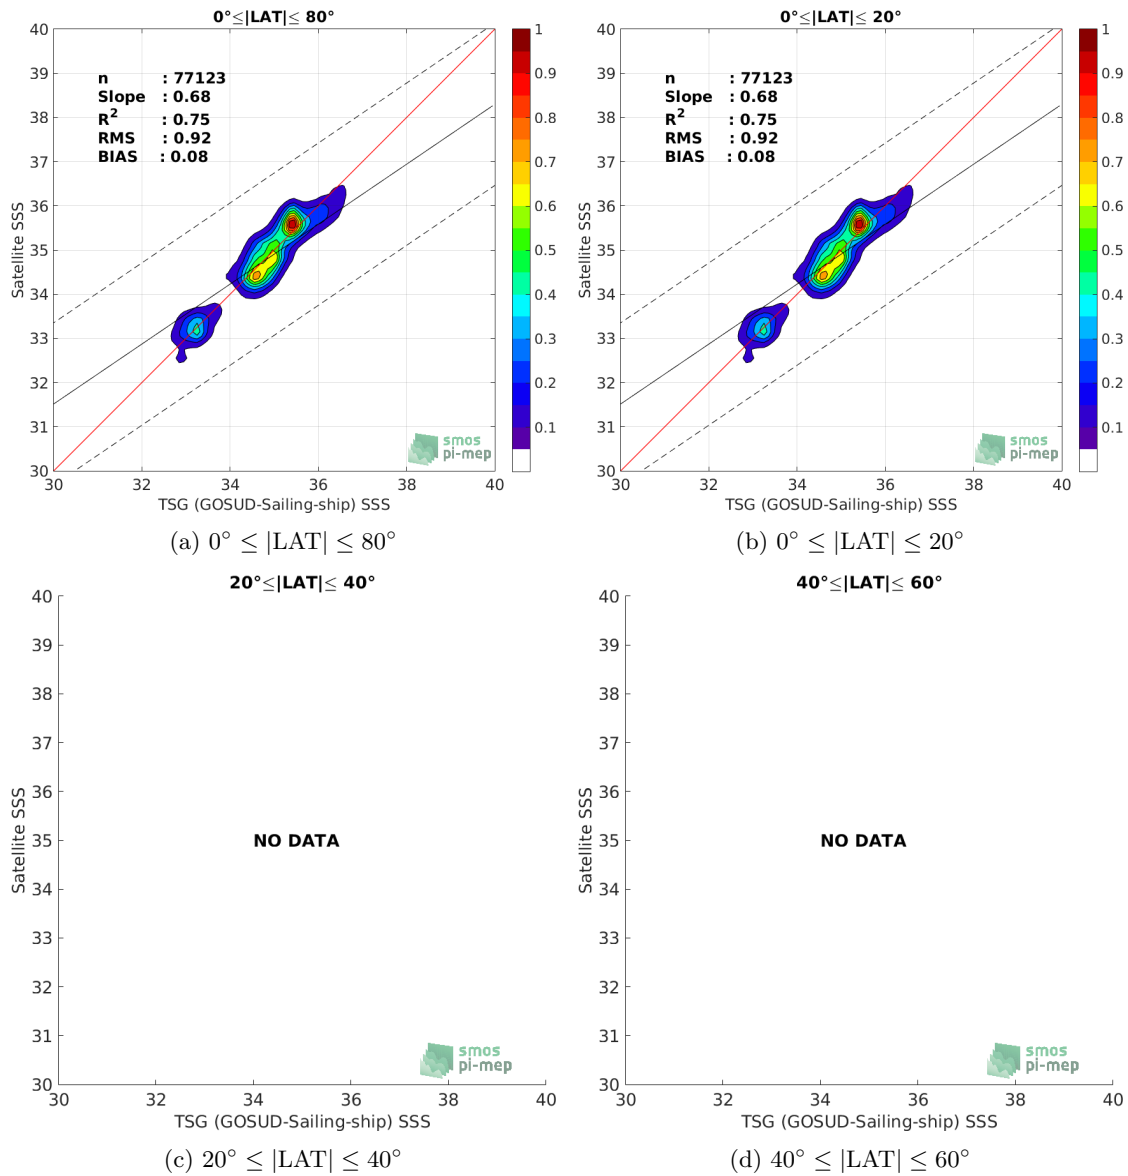 0°≤|LAT|≤ 80°
40
39
38
37
36
35
34
33
32
31
30
Satellite SSS
n : 77123
Slope : 0.68
R2 : 0.75
RMS : 0.92
BIAS : 0.08
smos
pi-mep
30 32 34 36 38 40
TSG (GOSUD-Sailing-ship) SSS
1
0.9
0.8
0.7
0.6
0.5
0.4
0.3
0.2
0.1
(a) 0° ≤ |LAT| ≤ 80°
0°≤|LAT|≤ 20°
40
39
38
37
36
35
34
33
32
31
30
Satellite SSS
n : 77123
Slope : 0.68
R2 : 0.75
RMS : 0.92
BIAS : 0.08
smos
pi-mep
30 32 34 36 38 40
TSG (GOSUD-Sailing-ship) SSS
1
0.9
0.8
0.7
0.6
0.5
0.4
0.3
0.2
0.1
(b) 0° ≤ |LAT| ≤ 20°
20°≤|LAT|≤ 40°
40
39
38
37
36
35
34
33
32
31
30
Satellite SSS
NO DATA
smos
pi-mep
30 32 34 36 38 40
TSG (GOSUD-Sailing-ship) SSS
(c) 20° ≤ |LAT| ≤ 40°
40°≤|LAT|≤ 60°
40
39
38
37
36
35
34
33
32
31
30
Satellite SSS
NO DATA
smos
pi-mep
30 32 34 36 38 40
TSG (GOSUD-Sailing-ship) SSS
(d) 40° ≤ |LAT| ≤ 60°